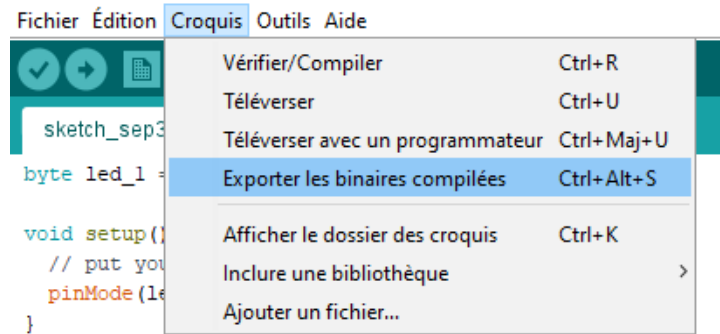 Fichier Édition Croquis Outils Aide
Vérifier/Compiler Ctrl+R
Téléverser Ctrl+U
Téléverser avec un programmateur Ctrl+Maj+U
Exporter les binaires compilées Ctrl+Alt+S
Afficher le dossier des croquis Ctrl+K
Inclure une bibliothèque >
Ajouter un fichier...
sketch_sep3
byte led_1 =
void setup()
// put you
pinMode(le
}